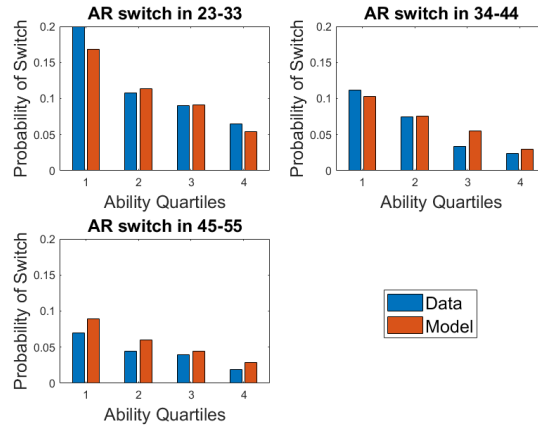 AR switch in 23-33
Probability of Switch
0.2
0.15
0.1
0.05
0
1 2 3 4
Ability Quartiles
AR switch in 34-44
Probability of Switch
0.2
0.15
0.1
0.05
0
1 2 3 4
Ability Quartiles
AR switch in 45-55
Probability of Switch
0.2
0.15
0.1
0.05
0
1 2 3 4
Ability Quartiles
Data
Model